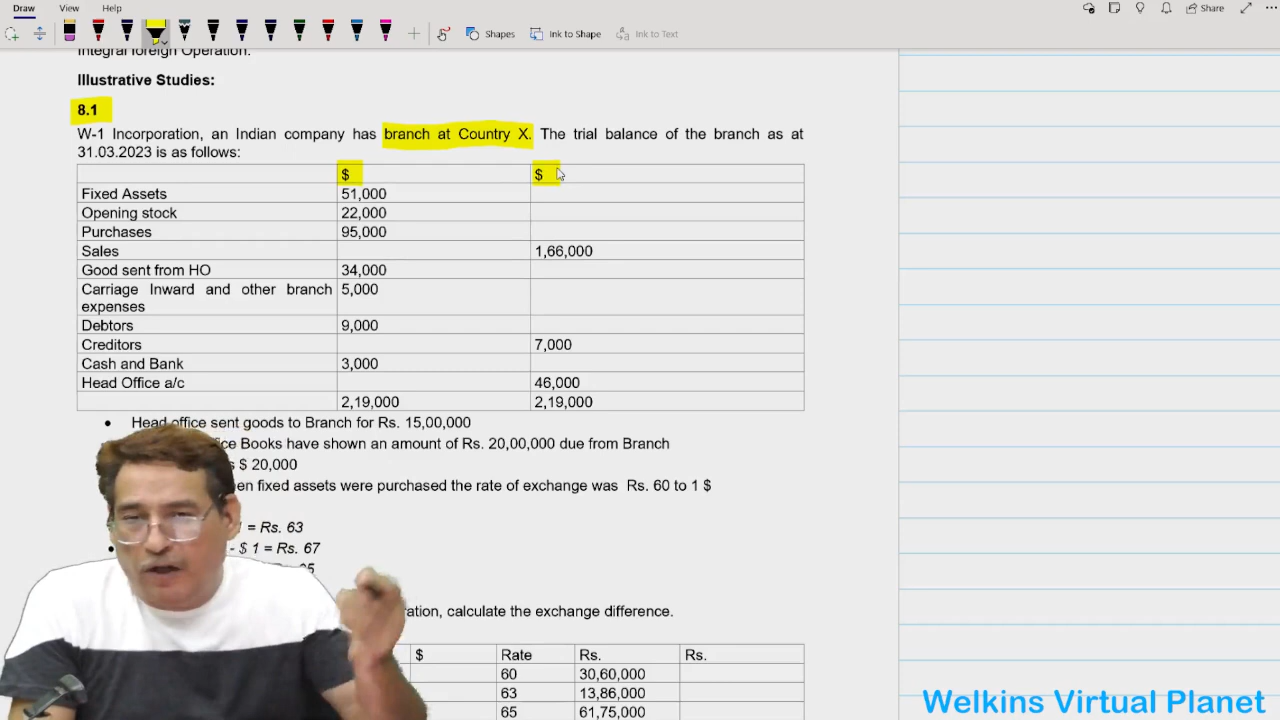 Draw View Help
Shapes Ink to Shape Ink to Text Share
Integral foreign Operation.
Illustrative Studies:
8.1
W-1 Incorporation, an Indian company has branch at Country X. The trial balance of the branch as at
31.03.2023 is as follows:
$ $
Fixed Assets 51,000
Opening stock 22,000
Purchases 95,000
Sales 1,66,000
Good sent from HO 34,000
Carriage Inward and other branch
expenses 5,000
Debtors 9,000
Creditors 7,000
Cash and Bank 3,000
Head Office a/c 46,000
2,19,000 2,19,000
Head office sent goods to Branch for Rs. 15,00,000
Books have shown an amount of Rs. 20,00,000 due from Branch
$ 20,000
fixed assets were purchased the rate of exchange was Rs. 60 to 1 $
= Rs. 63
- $ 1 = Rs. 67
calculate the exchange difference.
$ Rate Rs. Rs.
60 30,60,000
63 13,86,000
65 61,75,000
Welkins Virtual Planet